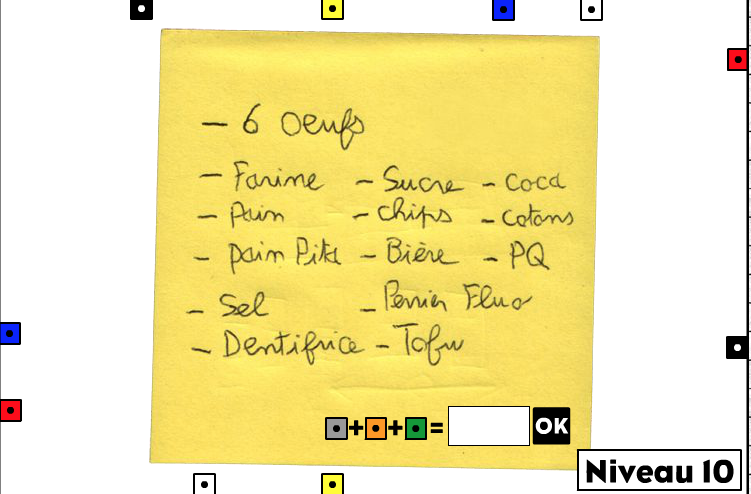 - 6 oeufs
- Farine - Sucre - Coca
- Pain - chips - cotons
- pain Pita - Bière - PQ
- Sel - Perrier Fluo
- Dentifrice - Tofu
+ + = OK
Niveau 10